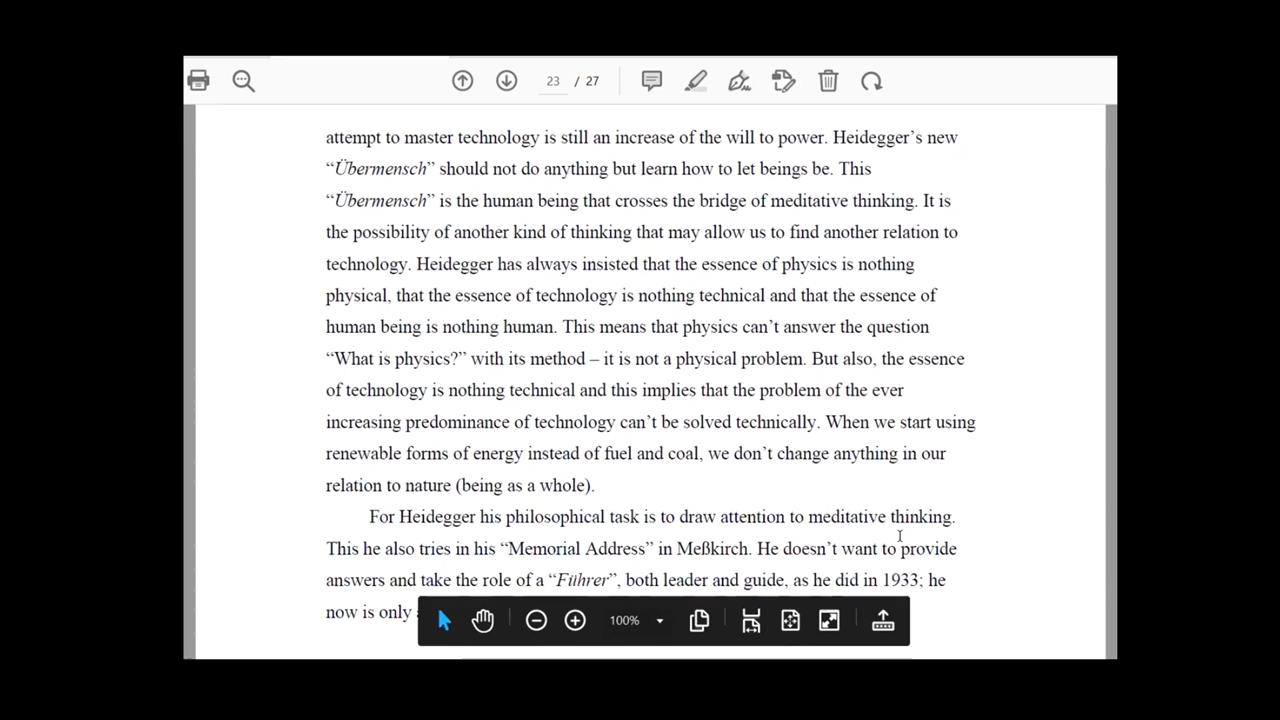 23 / 27
attempt to master technology is still an increase of the will to power. Heidegger’s new
“Übermensch” should not do anything but learn how to let beings be. This
“Übermensch” is the human being that crosses the bridge of meditative thinking. It is
the possibility of another kind of thinking that may allow us to find another relation to
technology. Heidegger has always insisted that the essence of physics is nothing
physical, that the essence of technology is nothing technical and that the essence of
human being is nothing human. This means that physics can’t answer the question
“What is physics?” with its method – it is not a physical problem. But also, the essence
of technology is nothing technical and this implies that the problem of the ever
increasing predominance of technology can’t be solved technically. When we start using
renewable forms of energy instead of fuel and coal, we don’t change anything in our
relation to nature (being as a whole).
For Heidegger his philosophical task is to draw attention to meditative thinking.
This he also tries in his “Memorial Address” in Meßkirch. He doesn’t want to provide
answers and take the role of a “Führer”, both leader and guide, as he did in 1933; he
now is only
100%